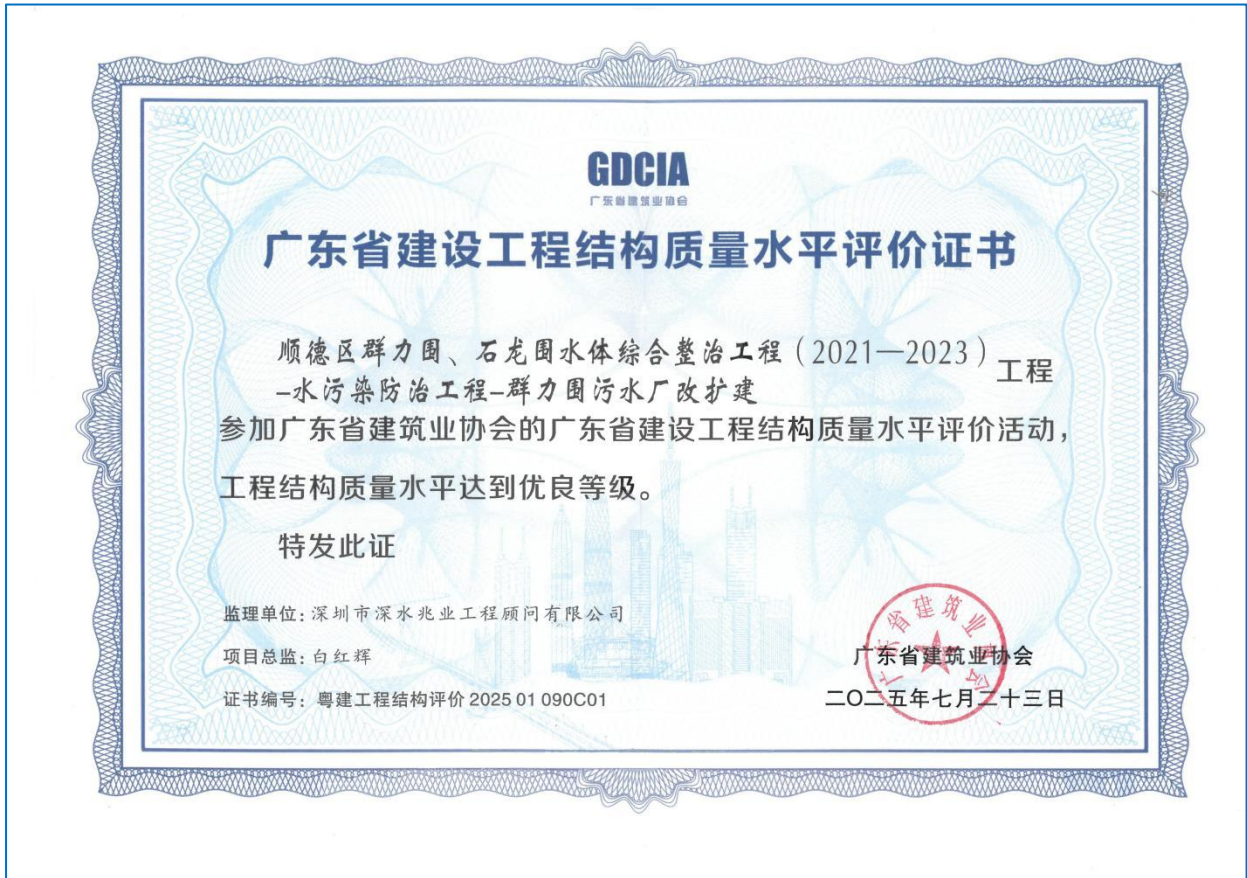 GDCIA
广东省建筑业协会
广东省建设工程结构质量水平评价证书
顺德区群力围、石龙围水体综合整治工程(2021—2023)
-水污染防治工程-群力围污水厂改扩建
工程
参加广东省建筑业协会的广东省建设工程结构质量水平评价活动,
工程结构质量水平达到优良等级。
特发此证
监理单位:深圳市深水兆业工程顾问有限公司
项目总监:白红辉
证书编号:粤建工程结构评价 2025 01 090C01
广东省建筑业协会
广东省建筑业协会
二〇二五年七月二十三日